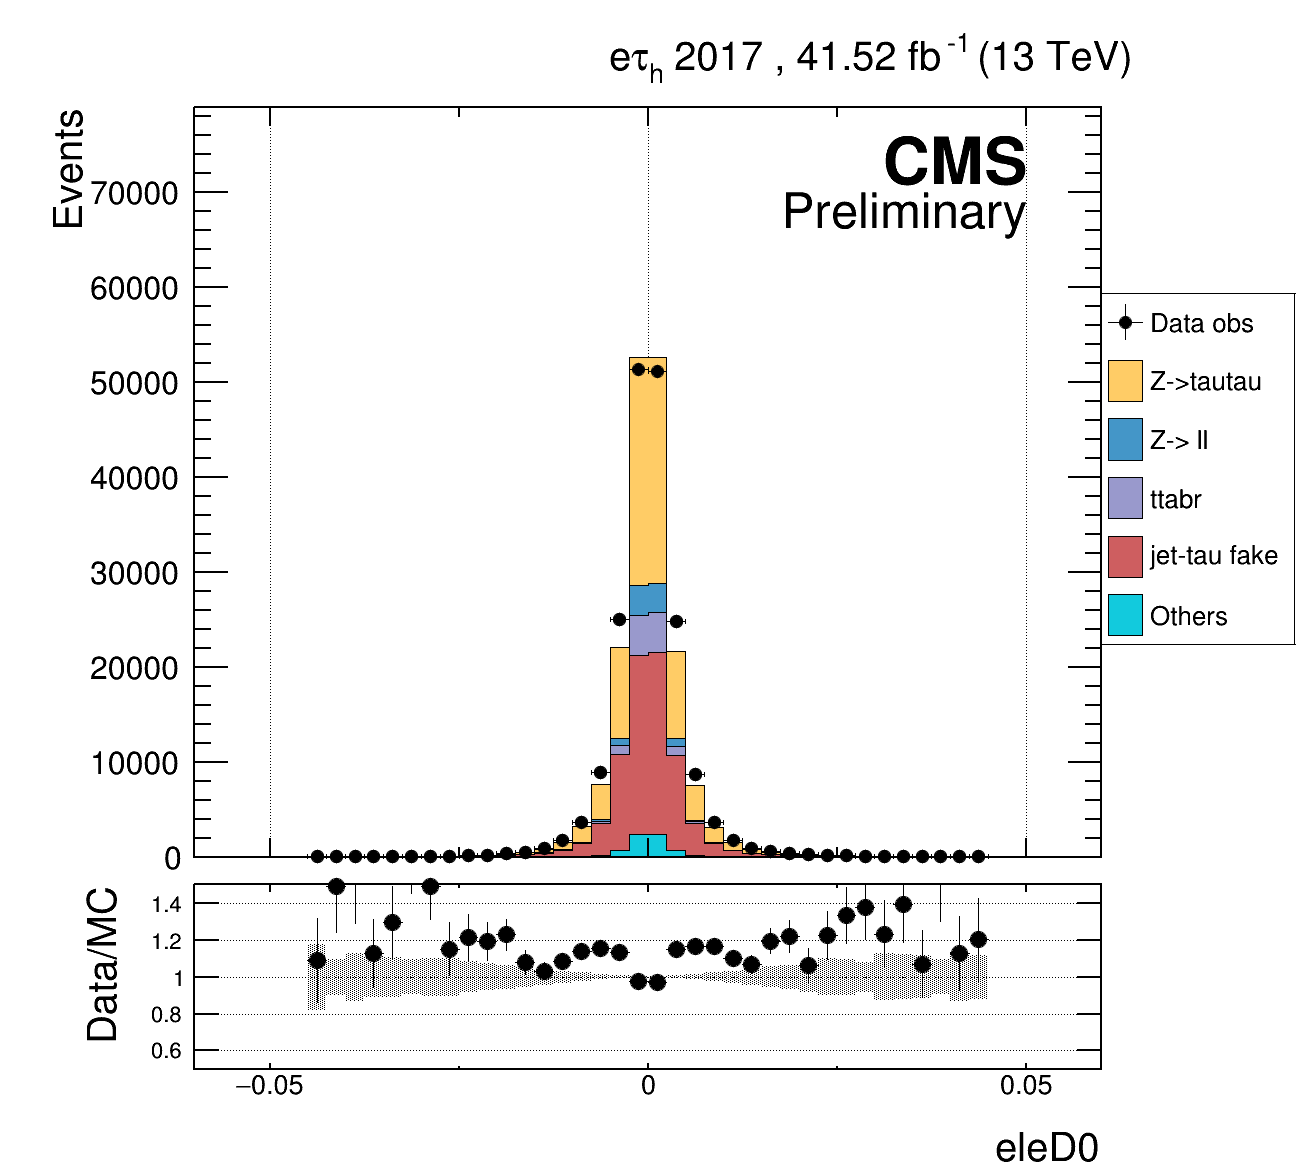 eτh 2017 , 41.52 fb-1 (13 TeV)
Events
CMS
Preliminary
70000
60000
50000
40000
30000
20000
10000
0
Data obs
Z->tautau
Z-> ll
ttabr
jet-tau fake
Others
Data/MC
1.4
1.2
1
0.8
0.6
−0.05
0
0.05
eleD0